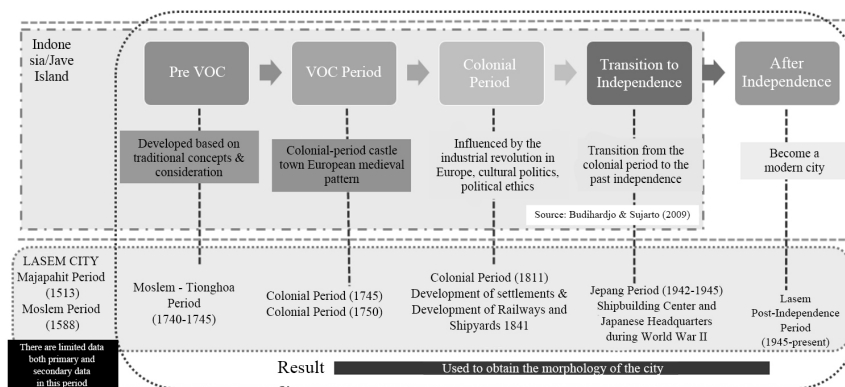 Indone
sia/Jave
Island
Pre VOC
VOC Period
Colonial
Period
Transition to
Independence
After
Independence
Developed based on
traditional concepts &
consideration
Colonial-period castle
town European medieval
pattern
Influenced by the
industrial revolution in
Europe, cultural politics,
political ethics
Transition from the
colonial period to the
past independence
Become a
modern city
Source: Budihardjo & Sujarto (2009)
LASEM CITY
Majapahit Period
(1513)
Moslem Period
(1588)
Moslem - Tionghoa
Period
(1740-1745)
Colonial Period (1745)
Colonial Period (1750)
Colonial Period (1811)
Development of settlements &
Development of Railways and
Shipyards 1841
Jepang Period (1942-1945)
Shipbuilding Center and
Japanese Headquarters
during World War II
Lasem
Post-Independence
Period
(1945-present)
There are limited data
both primary and
secondary data
in this period
Result
Used to obtain the morphology of the city